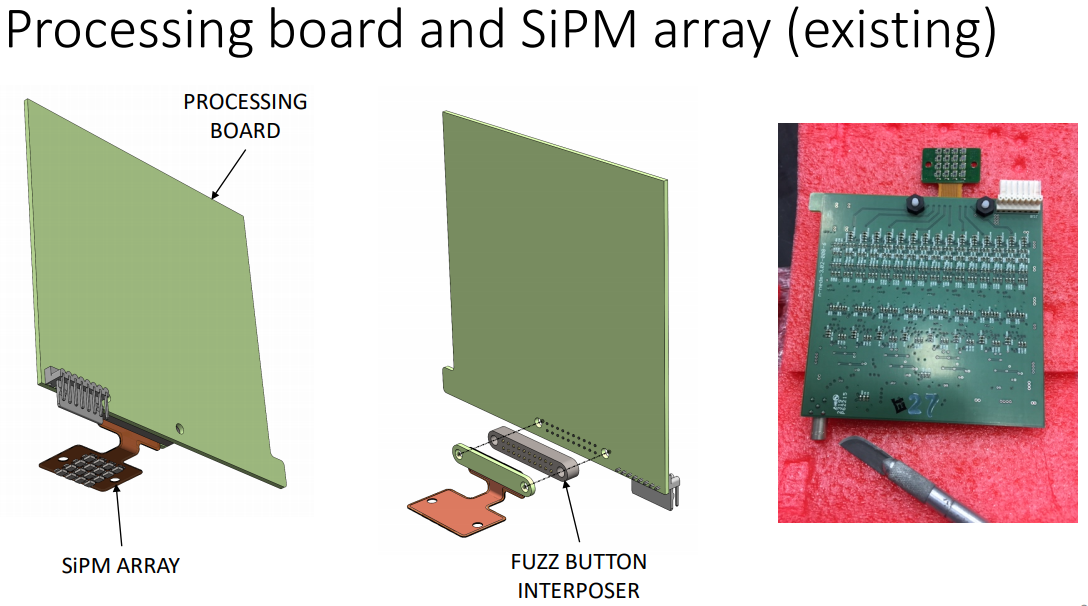 Processing board and SiPM array (existing)
PROCESSING
BOARD
SiPM ARRAY
FUZZ BUTTON
INTERPOSER
27